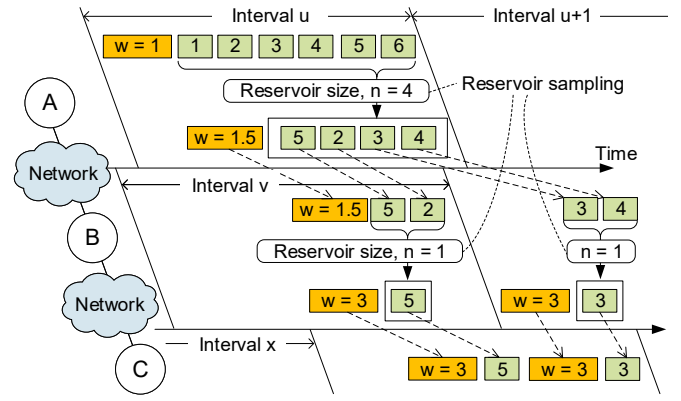 Interval u
Interval u+1
w = 1
1
2
3
4
5
6
Reservoir size, n = 4
Reservoir sampling
A
w = 1.5
5
2
3
4
Network
Time
Interval v
w = 1.5
5
2
3
4
B
Reservoir size, n = 1
n = 1
Network
w = 3
5
w = 3
3
Interval x
C
w = 3
5
w = 3
3